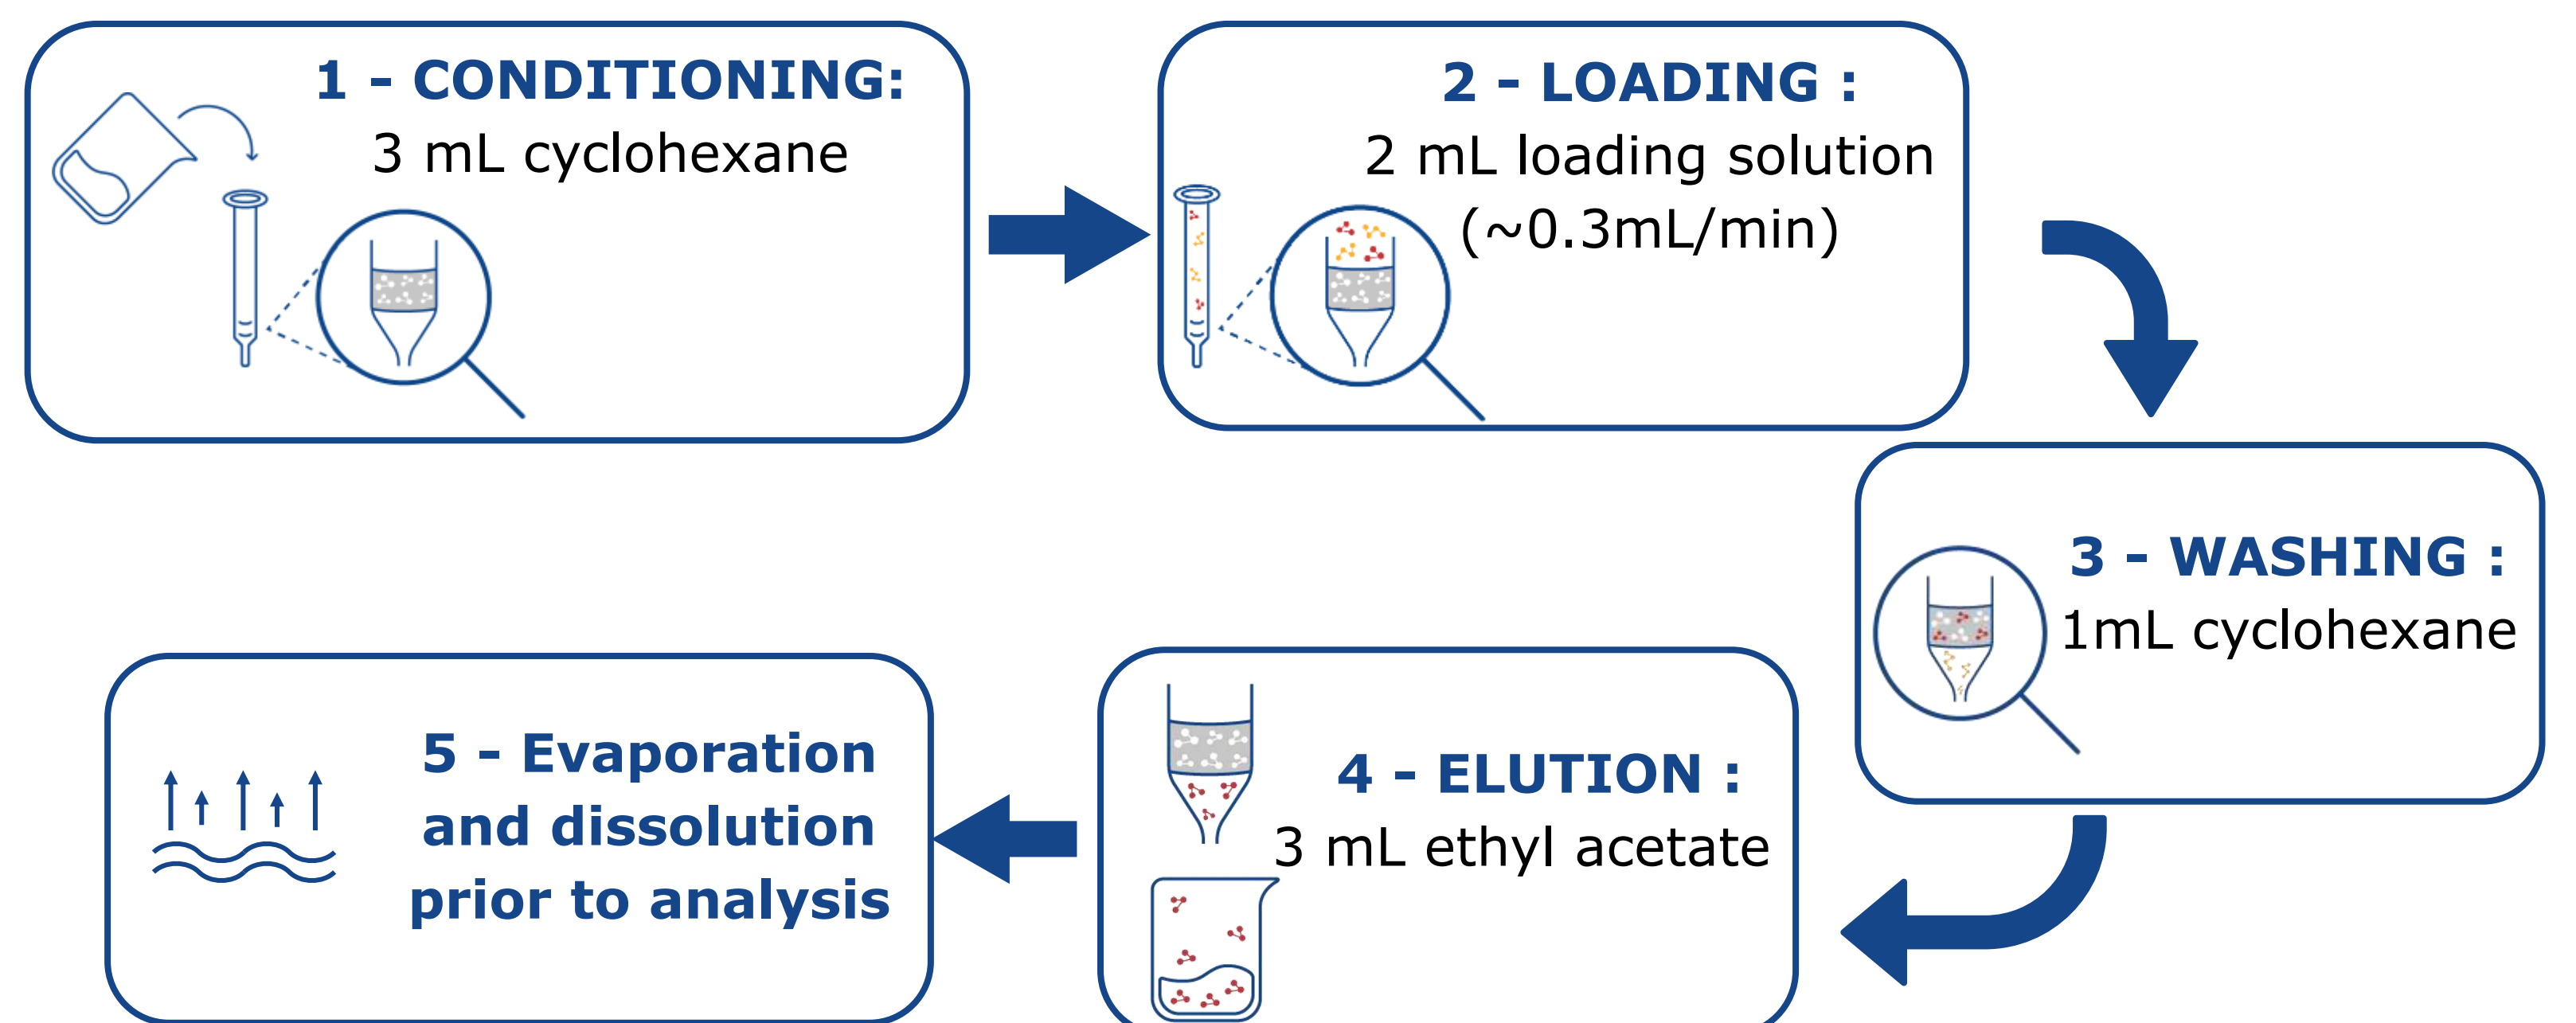 1 - CONDITIONING:
3 mL cyclohexane
2 - LOADING :
2 mL loading solution
(~0.3mL/min)
3 - WASHING :
1mL cyclohexane
4 - ELUTION :
3 mL ethyl acetate
5 - Evaporation
and dissolution
prior to analysis